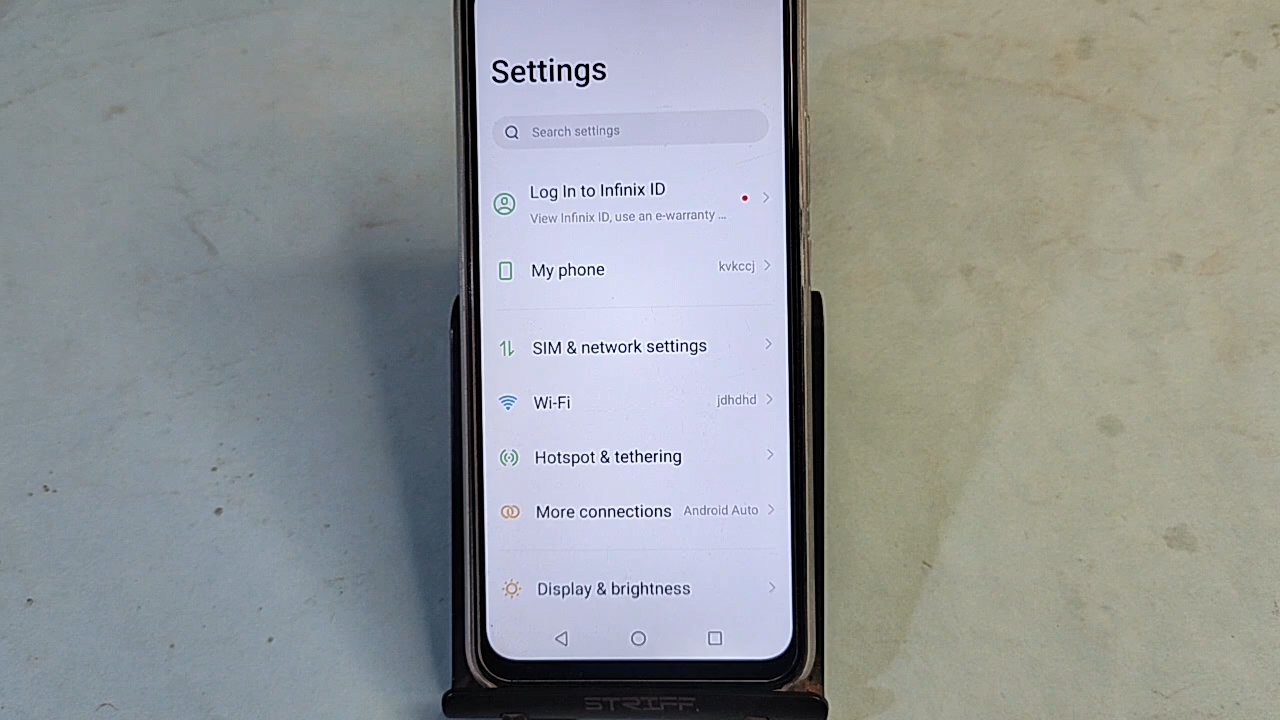 Settings
Search settings
Log In to Infinix ID
View Infinix ID, use an e-warranty ...
My phone kvkccj
SIM & network settings
Wi-Fi jdhdhd
Hotspot & tethering
More connections Android Auto
Display & brightness
STRIFF.